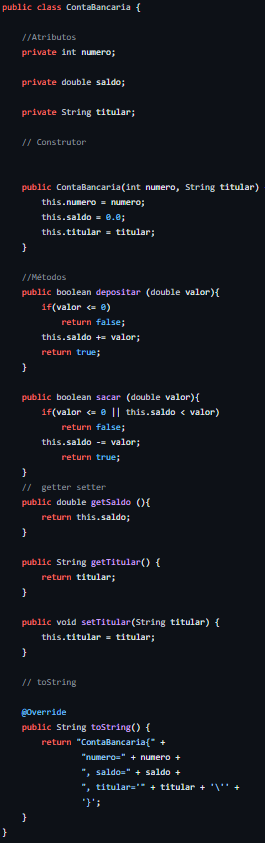 public class ContaBancaria {
//Atributos
private int numero;
private double saldo;
private String titular;
// Construtor
public ContaBancaria(int numero, String titular)
this.numero = numero;
this.saldo = 0.0;
this.titular = titular;
}
//Métodos
public boolean depositar (double valor){
if(valor <= 0)
return false;
this.saldo += valor;
return true;
}
public boolean sacar (double valor){
if(valor <= 0 || this.saldo < valor)
return false;
this.saldo -= valor;
return true;
}
//  getter setter
public double getSaldo (){
return this.saldo;
}
public String getTitular() {
return titular;
}
public void setTitular(String titular) {
this.titular = titular;
}
// toString
@Override
public String toString() {
return "ContaBancaria{" +
"numero=" + numero +
", saldo=" + saldo +
", titular='" + titular + '\'' +
'}';
}
}